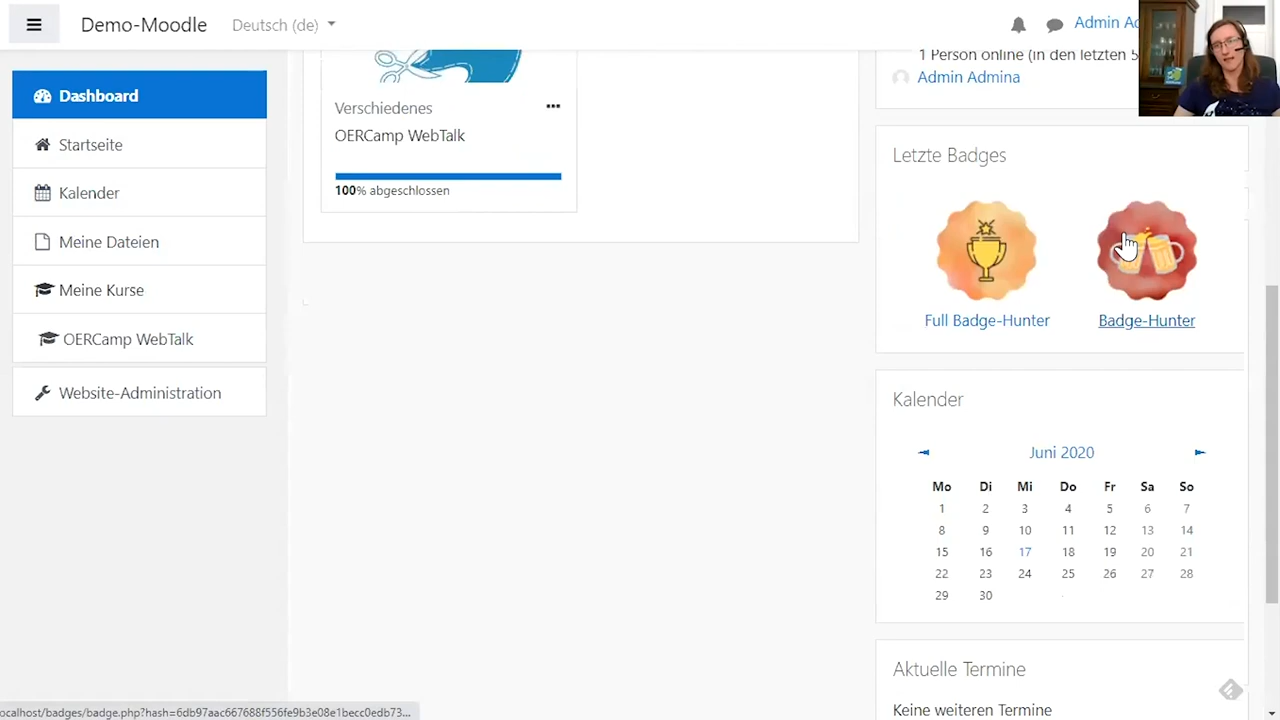 Demo-Moodle
Deutsch (de)
Admin Ad
Dashboard
Startseite
Kalender
Meine Dateien
Meine Kurse
OERCamp WebTalk
Website-Administration
Verschiedenes
OERCamp WebTalk
100% abgeschlossen
1 Person online (in den letzten 5
Admin Admina
Letzte Badges
Full Badge-Hunter
Badge-Hunter
Kalender
Juni 2020
Mo Di Mi Do Fr Sa So
1 2 3 4 5 6 7
8 9 10 11 12 13 14
15 16 17 18 19 20 21
22 23 24 25 26 27 28
29 30
Aktuelle Termine
Keine weiteren Termine
ocalhost/badges/badge.php?hash=6db97aac667688f556fe9b3e08e1becc0edb73...